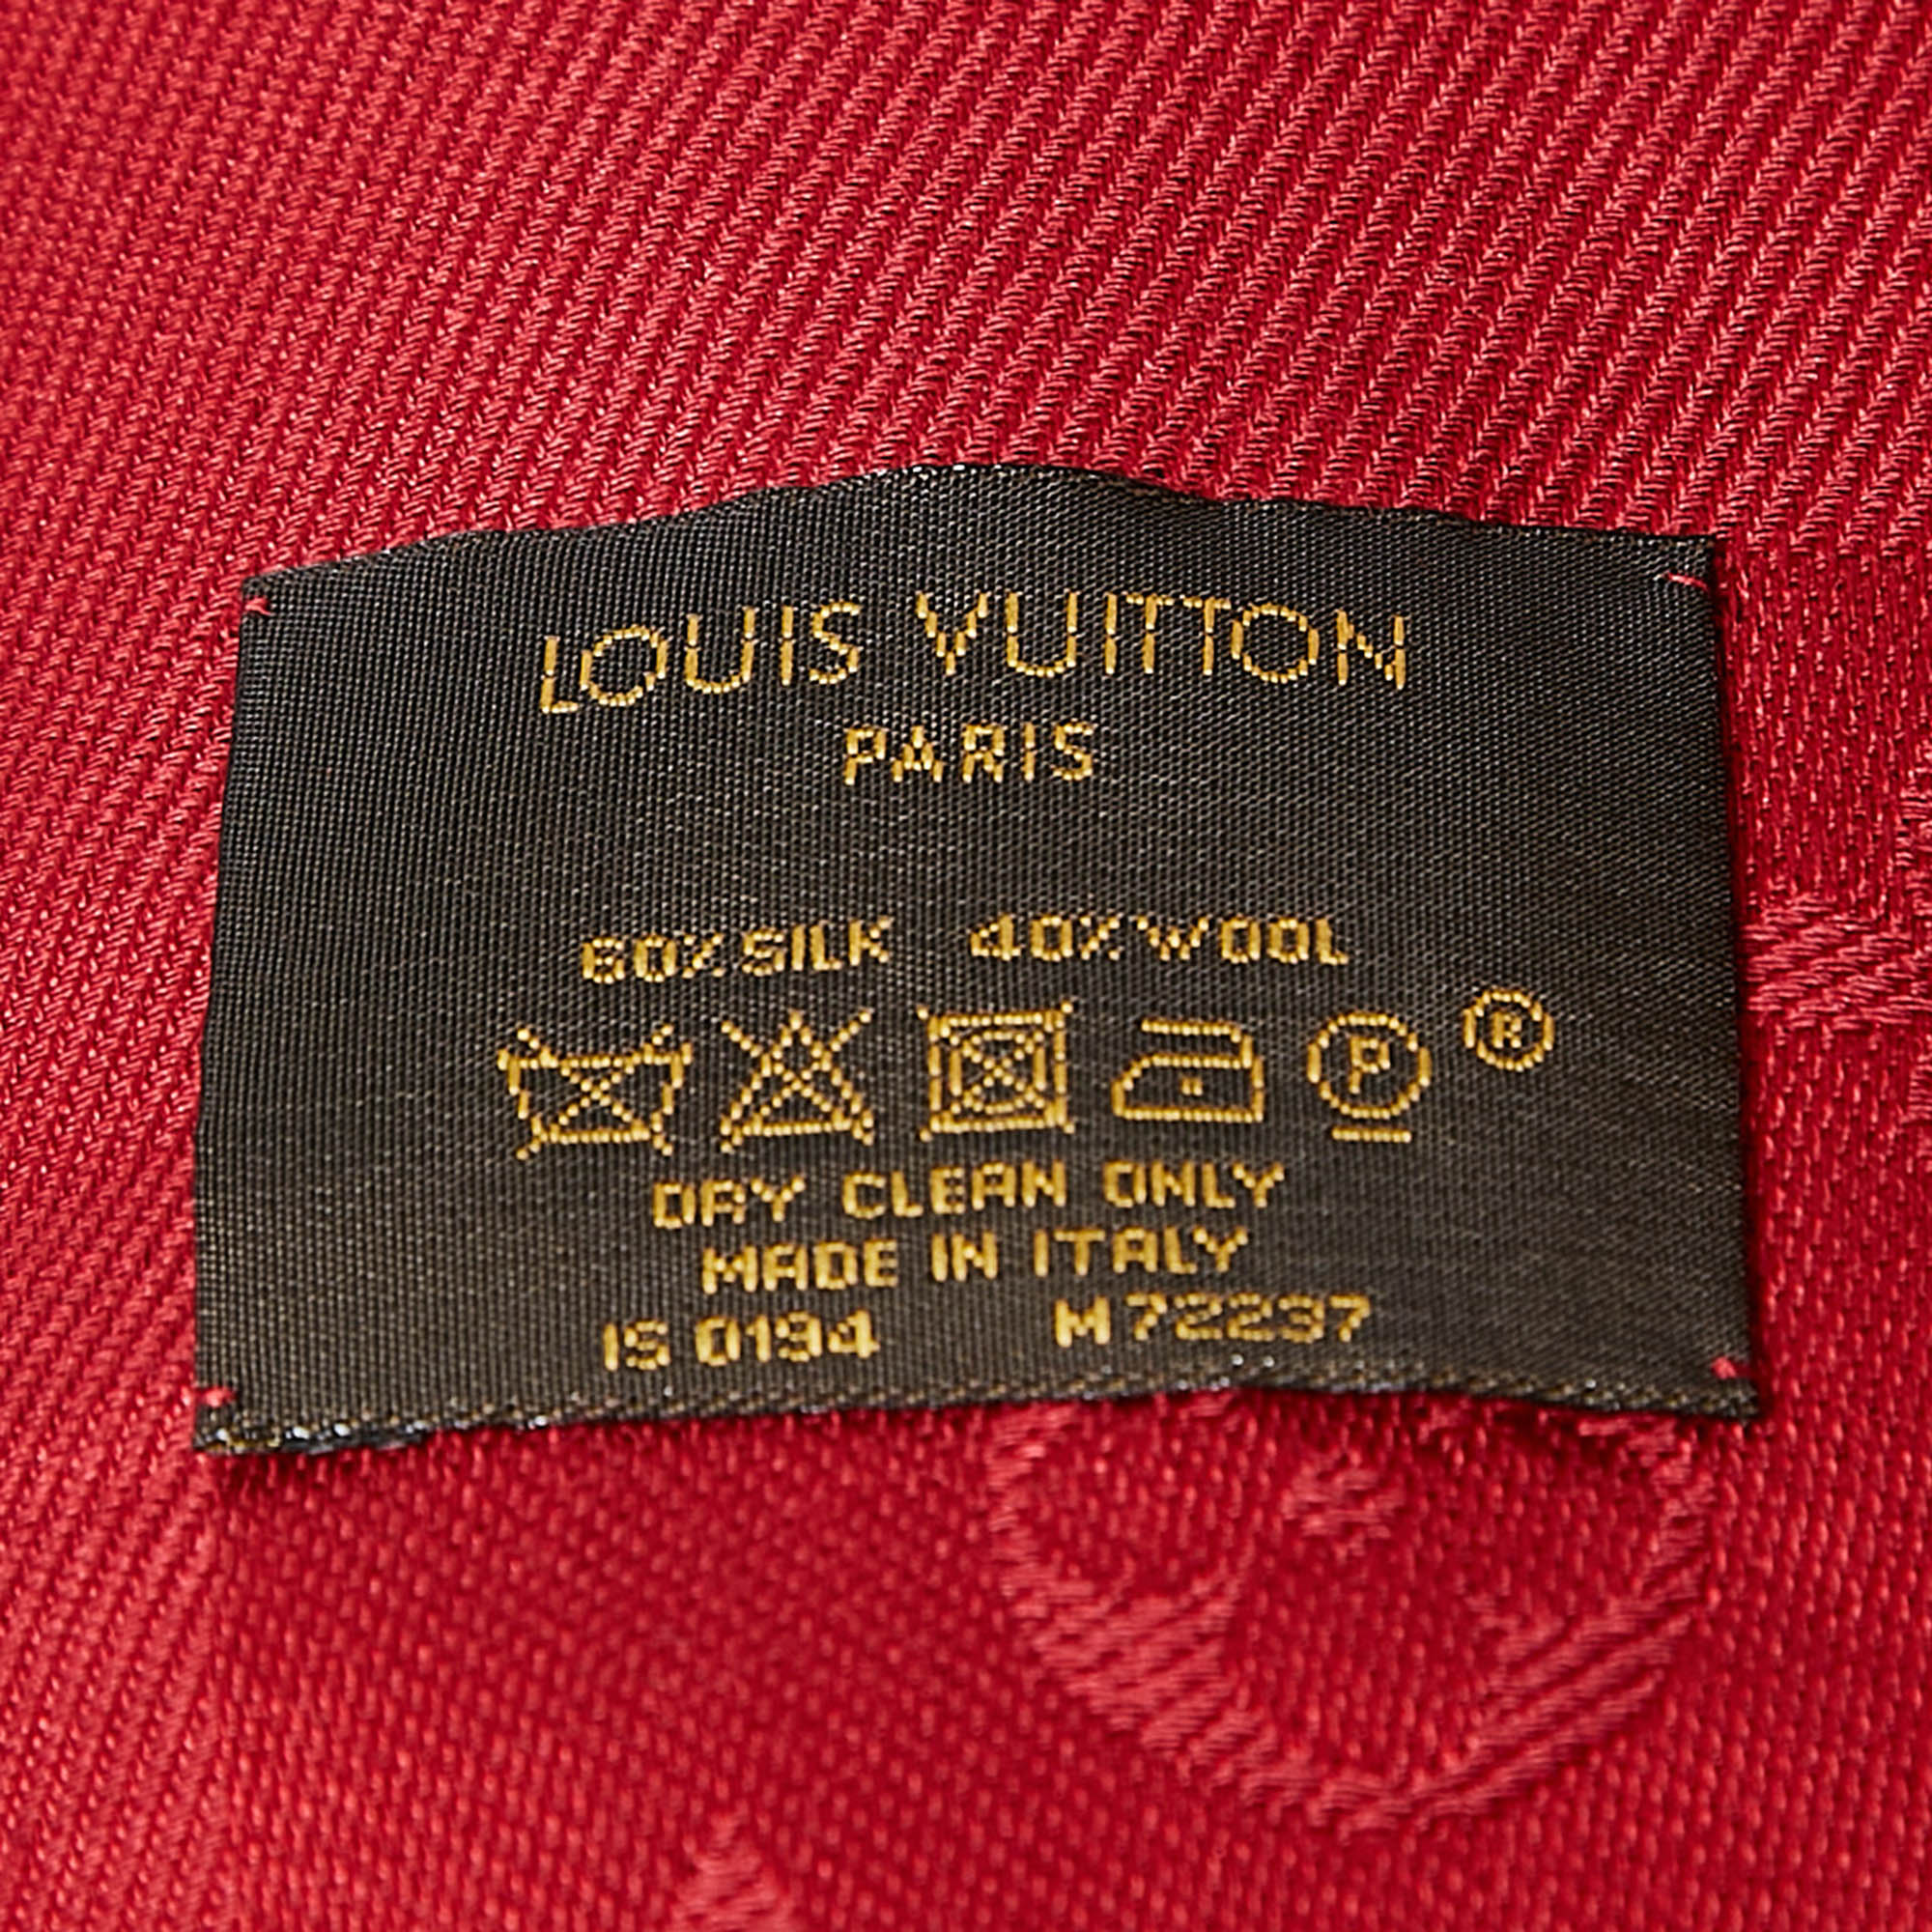 LOUIS VUITTON
PARIS
60% SILK 40% WOOL
P ®
DRY CLEAN ONLY
MADE IN ITALY
IS 0194 M72237